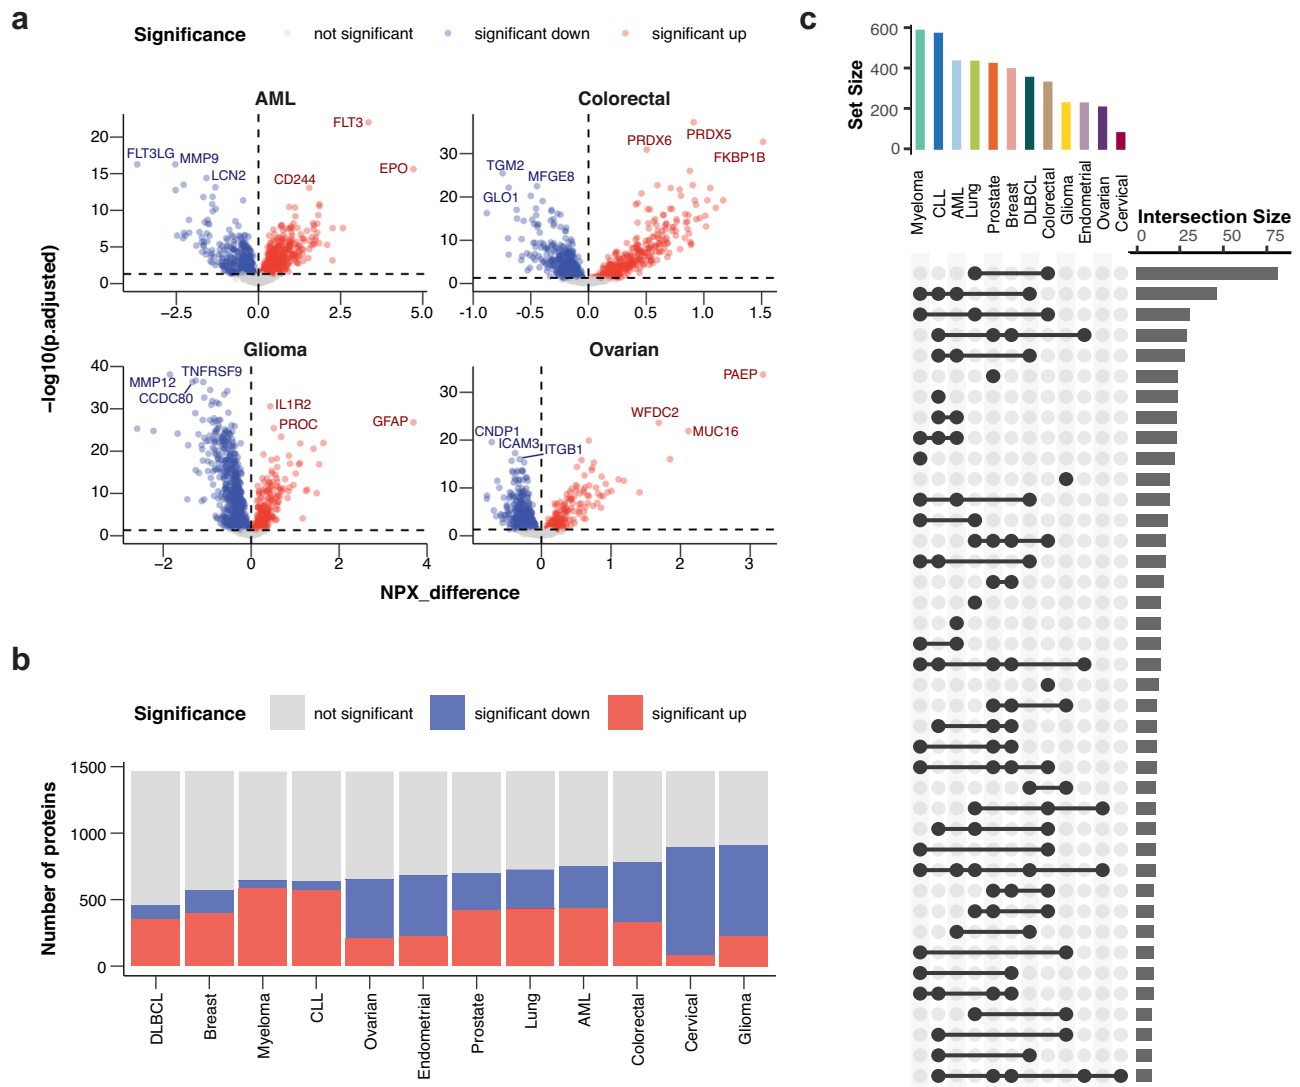 a
Significance not significant significant down significant up
AML
FLT3
FLT3LG MMP9
LCN2
CD244
EPO
20
15
10
5
0
−2.5 0.0 2.5 5.0
Colorectal
PRDX6 PRDX5
FKBP1B
TGM2
MFGE8
GLO1
30
20
10
0
-1.0 -0.5 0.0 0.5 1.0 1.5
−log10(p.adjusted)
Glioma
MMP12 TNFRSF9
CCDC80
IL1R2
PROC
GFAP
40
30
20
10
0
−2 0 2 4
Ovarian
PAEP
WFDC2
MUC16
CNDP1
ICAM3 ITGB1
30
20
10
0
0 1 2 3
NPX_difference
b
Significance not significant significant down significant up
Number of proteins
1500
1000
500
0
DLBCL Breast Myeloma CLL Ovarian Endometrial Prostate Lung AML Colorectal Cervical Glioma
c
Set Size
600
400
200
0
Myeloma CLL AML Lung Prostate Breast DLBCL Colorectal Glioma Endometrial Ovarian Cervical
Intersection Size
0 25 50 75